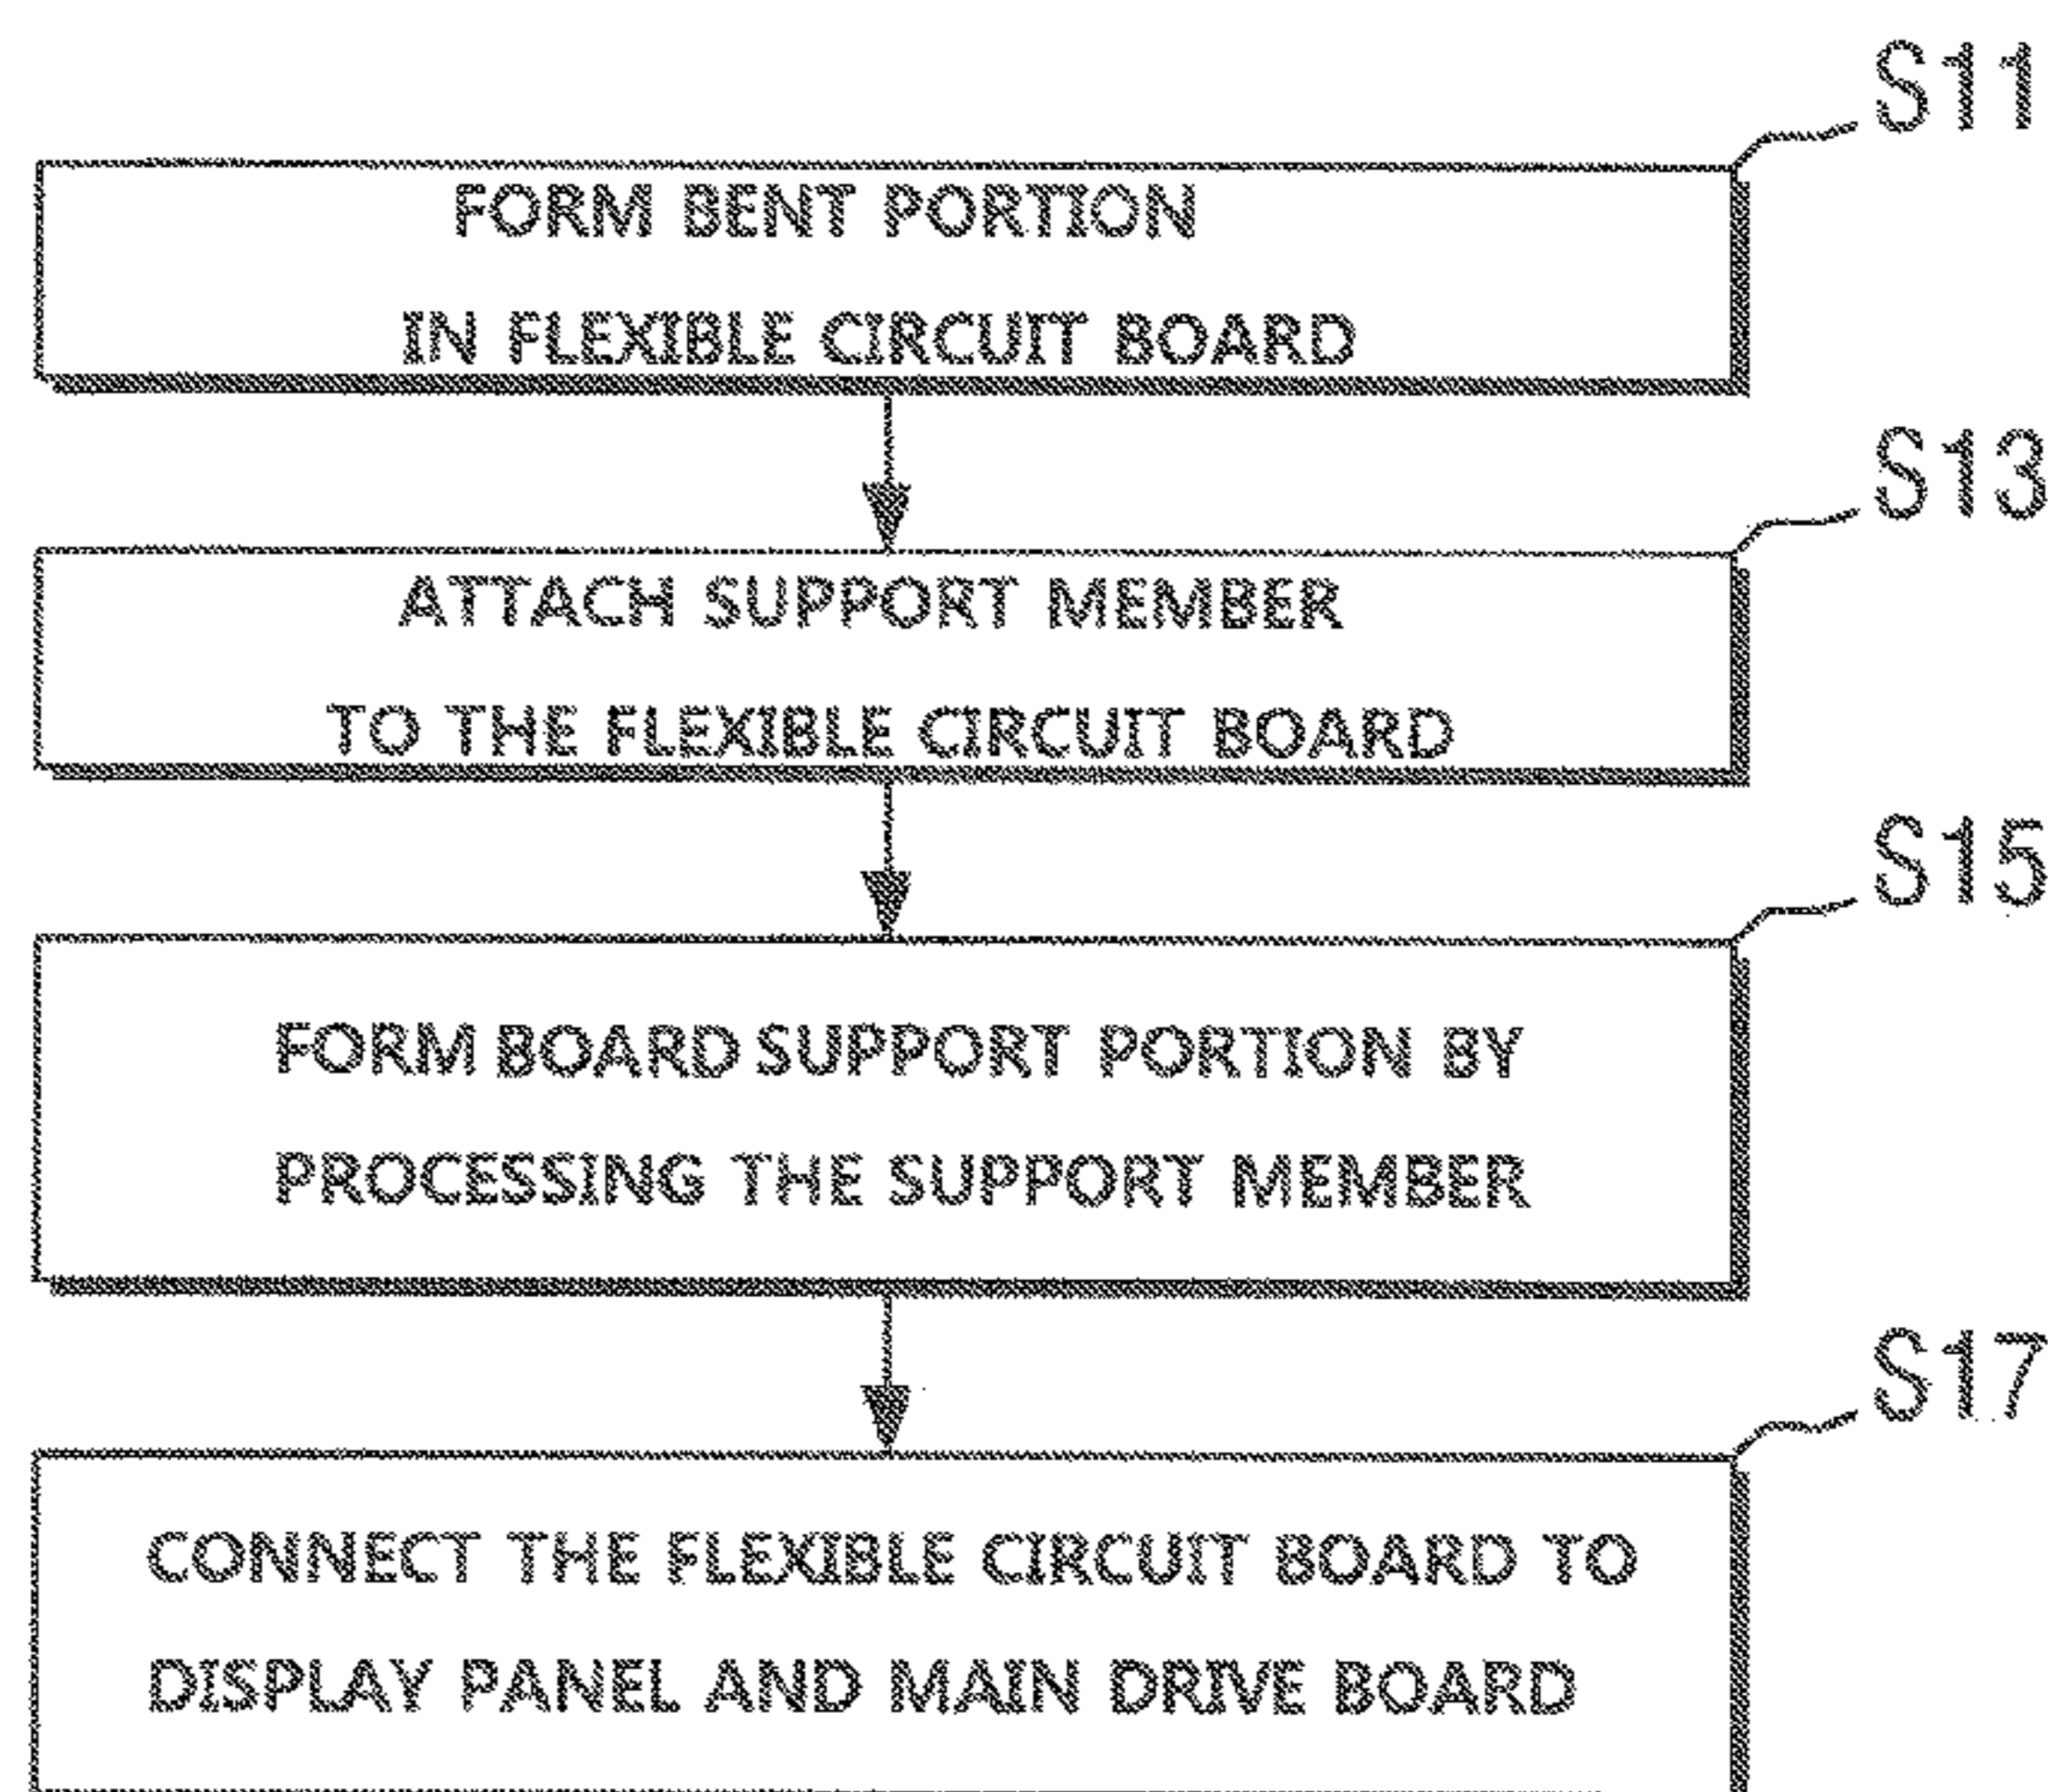 S11
FORM BENT PORTION
IN FLEXIBLE CIRCUIT BOARD
S13
ATTACH SUPPORT MEMBER
TO THE FLEXIBLE CIRCUIT BOARD
S15
FORM BOARD SUPPORT PORTION BY
PROCESSING THE SUPPORT MEMBER
S17
CONNECT THE FLEXIBLE CIRCUIT BOARD TO
DISPLAY PANEL AND MAIN DRIVE BOARD